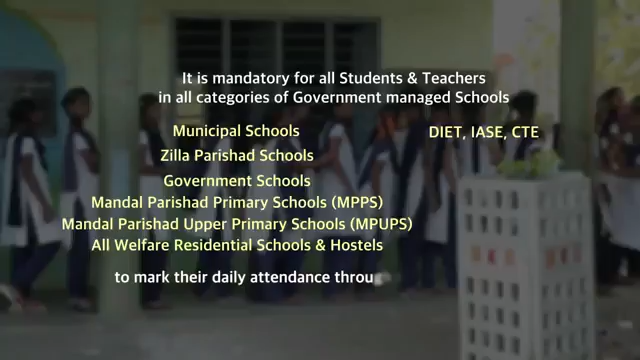 It is mandatory for all Students & Teachers
in all categories of Government managed Schools
Municipal Schools
DIET, IASE, CTE
Zilla Parishad Schools
Government Schools
Mandal Parishad Primary Schools (MPPS)
Mandal Parishad Upper Primary Schools (MPUPS)
All Welfare Residential Schools & Hostels
to mark their daily attendance throu